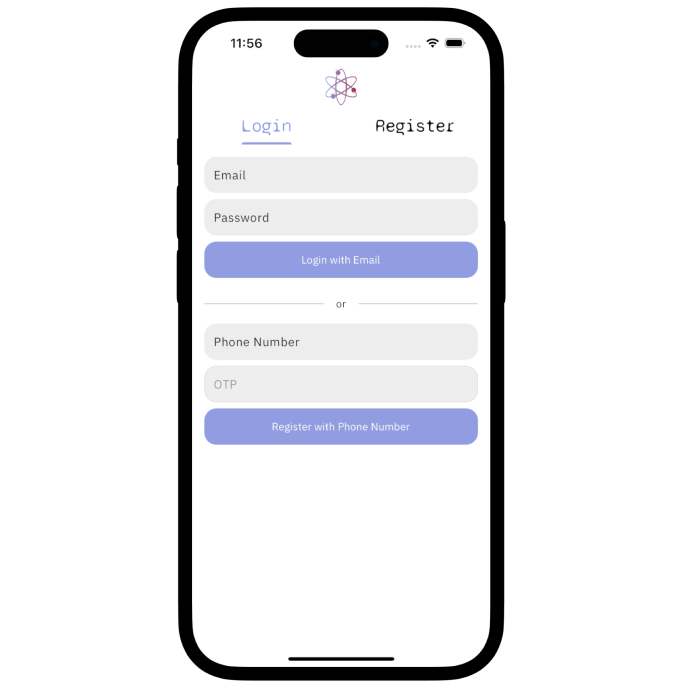 11:56
Login Register
Email
Password
Login with Email
or
Phone Number
OTP
Register with Phone Number